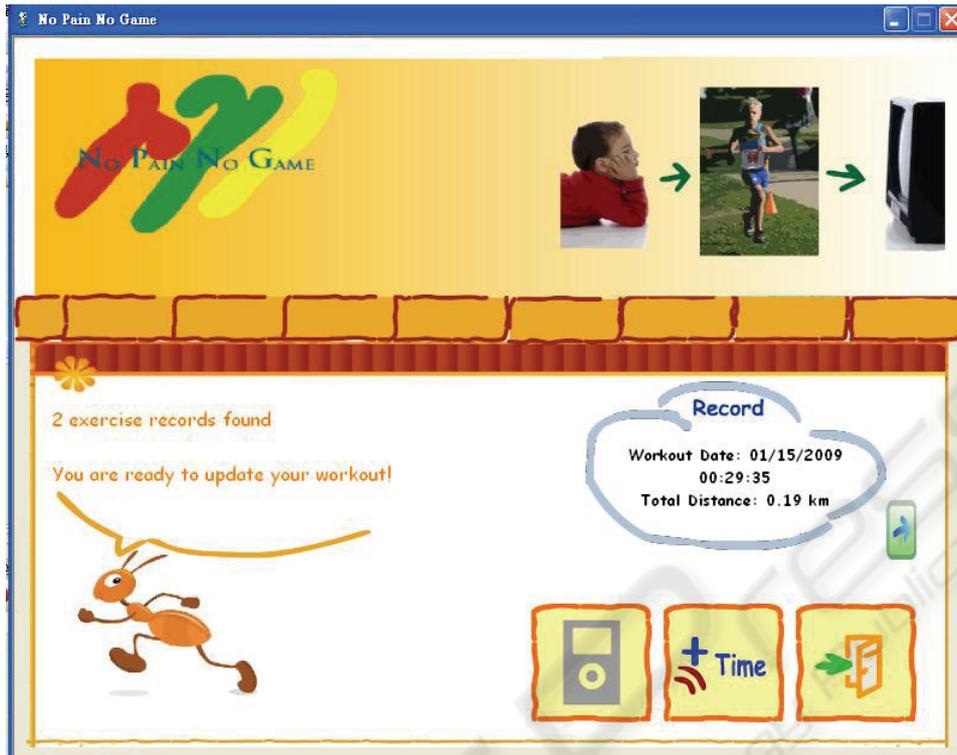 No Pain No Game
No Pain No Game
2 exercise records found
You are ready to update your workout!
Record
Workout Date: 01/15/2009
00:29:35
Total Distance: 0.19 km
+ Time